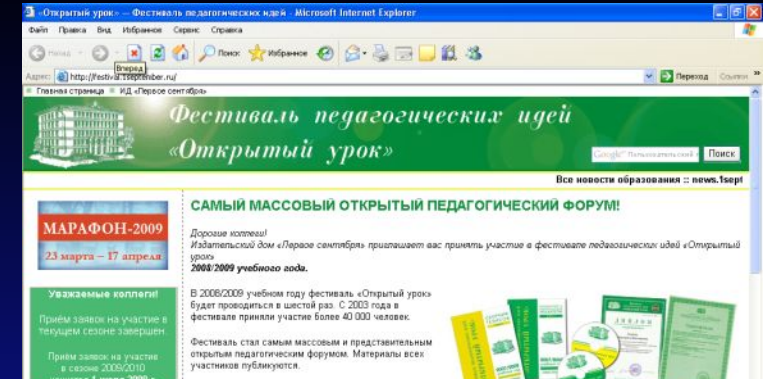 «Открытый урок» -- Фестиваль педагогических идей - Microsoft Internet Explorer
Файл Правка Вид Избранное Сервис Справка
Назад Поиск Избранное
Вперед
Адрес: http://festival.1september.ru/ Переход Ссылки »
Главная страница ИД «Первое сентября»
Фестиваль педагогических идей
«Открытый урок»
Google Поиск
Все новости образования :: news.1sept
САМЫЙ МАССОВЫЙ ОТКРЫТЫЙ ПЕДАГОГИЧЕСКИЙ ФОРУМ!
МАРАФОН-2009
23 марта – 17 апреля
Дорогие коллеги!
Издательский дом «Первое сентября» приглашает вас принять участие в фестивале педагогических идей «Открытый
урок»
2008/2009 учебного года.
Уважаемые коллеги!
Приём заявок на участие в
текущем сезоне завершен.
Приём заявок на участие
в сезоне 2009/2010
В 2008/2009 учебном году фестиваль «Открытый урок»
будет проводиться в шестой раз. С 2003 года в
фестивале приняли участие более 40 000 человек.
Фестиваль стал самым массовым и представительным
открытым педагогическим форумом. Материалы всех
участников публикуются.
ДИПЛОМ